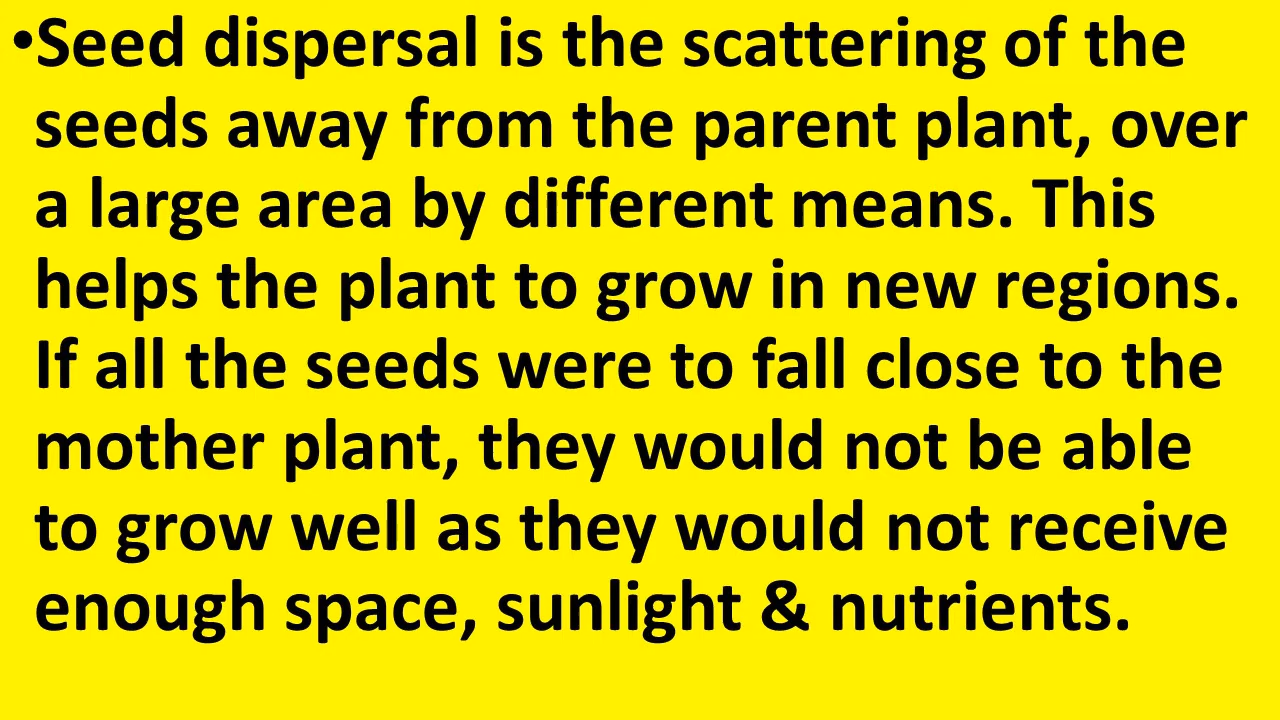 •Seed dispersal is the scattering of the
seeds away from the parent plant, over
a large area by different means. This
helps the plant to grow in new regions.
If all the seeds were to fall close to the
mother plant, they would not be able
to grow well as they would not receive
enough space, sunlight & nutrients.